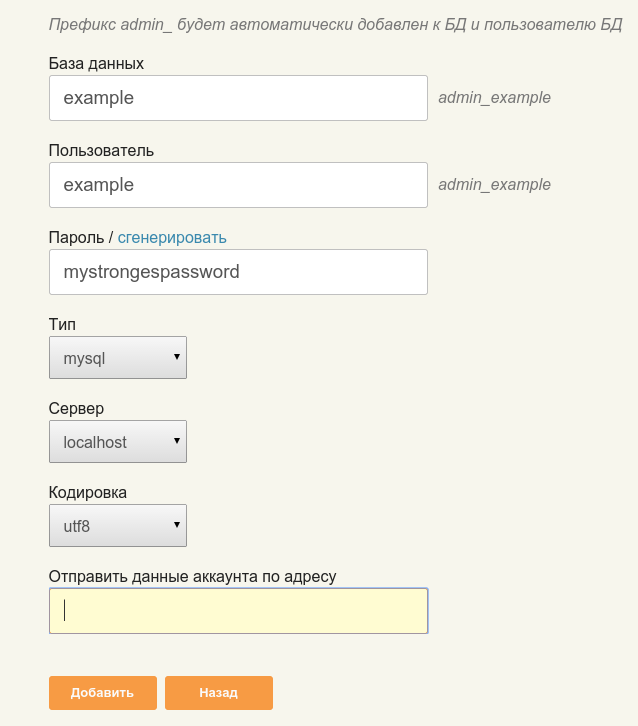 Префикс admin_ будет автоматически добавлен к БД и пользователю БД
База данных
example admin_example
Пользователь
example admin_example
Пароль / сгенерировать
mystrongespassword
Тип
mysql
Сервер
localhost
Кодировка
utf8
Отправить данные аккаунта по адресу
Добавить Назад